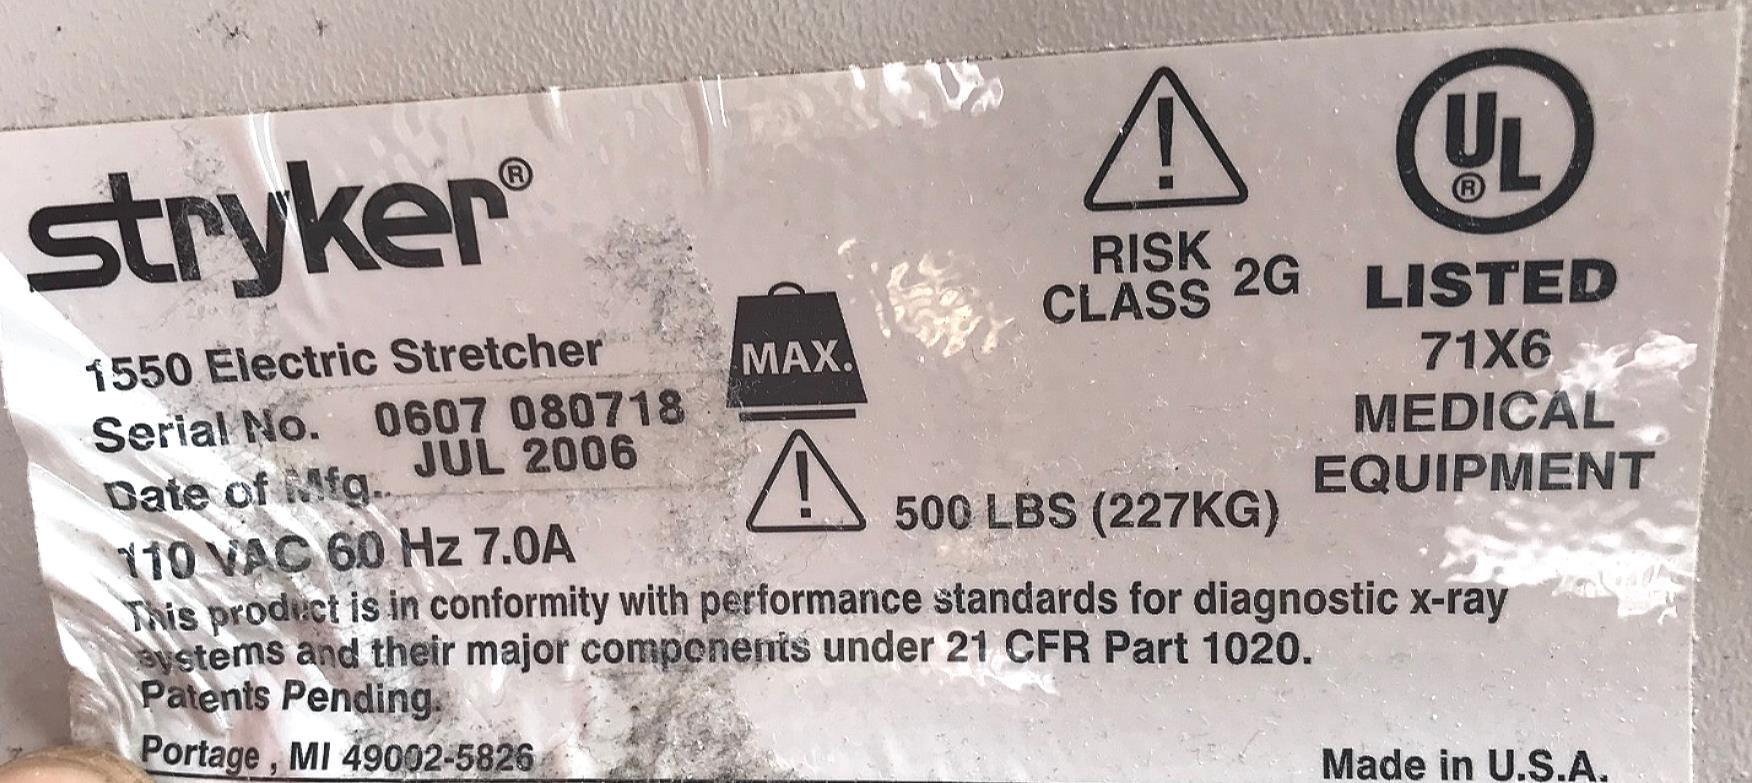 stryker®
1550 Electric Stretcher
Serial No. 0607 080718
Date of Mfg. JUL 2006
110 VAC 60 Hz 7.0A
MAX.
500 LBS (227KG)
RISK
CLASS 2G
UL®
LISTED
71X6
MEDICAL
EQUIPMENT
This product is in conformity with performance standards for diagnostic x-ray
systems and their major components under 21 CFR Part 1020.
Patents Pending.
Portage, MI 49002-5826
Made in U.S.A.